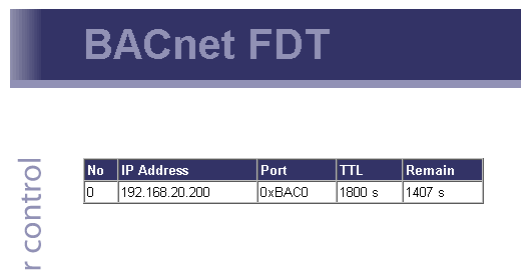 BACnet FDT
No IP Address Port TTL Remain
0 192.168.20.200 0xBAC0 1800 s 1407 s
r control